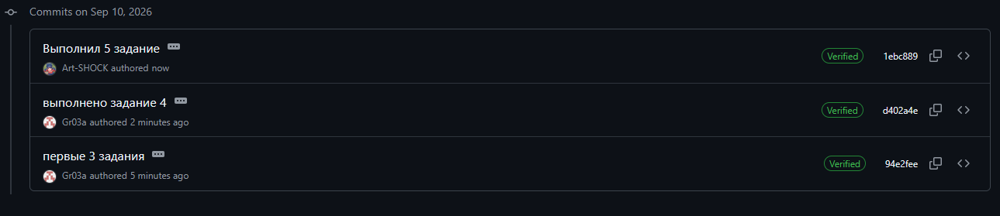 Commits on Sep 10, 2026
Выполнил 5 задание
Verified 1ebc889
Art-SHOCK authored now
выполнено задание 4
Verified d402a4e
Gr03a authored 2 minutes ago
первые 3 задания
Verified 94e2fee
Gr03a authored 5 minutes ago